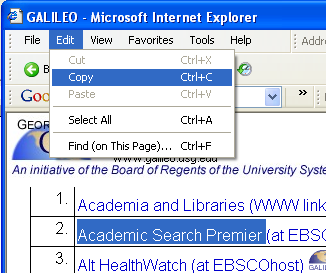 GALILEO - Microsoft Internet Explorer
File Edit View Favorites Tools Help Addre
B
Cut Ctrl+X
Copy Ctrl+C
Paste Ctrl+V
Select All Ctrl+A
Find (on This Page)... Ctrl+F
Goo
»
GEOR
www.galileo.usg.edu
An initiative of the Board of Regents of the University Syste
1. Academia and Libraries (WWW link
2. Academic Search Premier (at EBSC
3. Alt HealthWatch (at EBSCOhost)
GALI